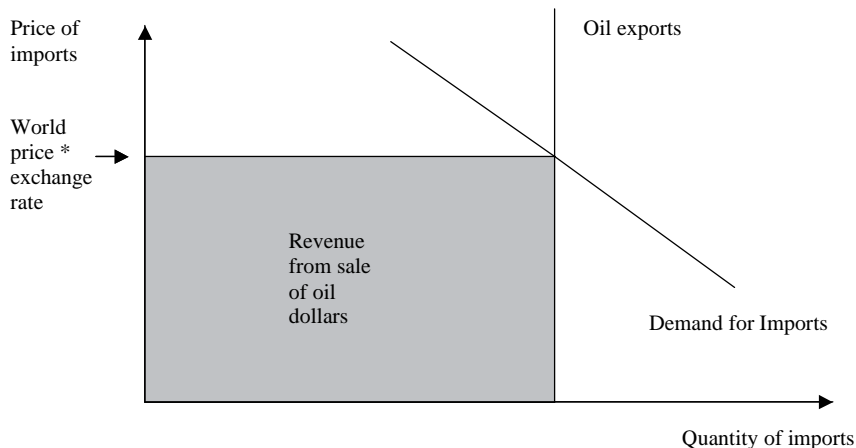 Price of
imports
Oil exports
World
price *
exchange
rate
Revenue
from sale
of oil
dollars
Demand for Imports
Quantity of imports